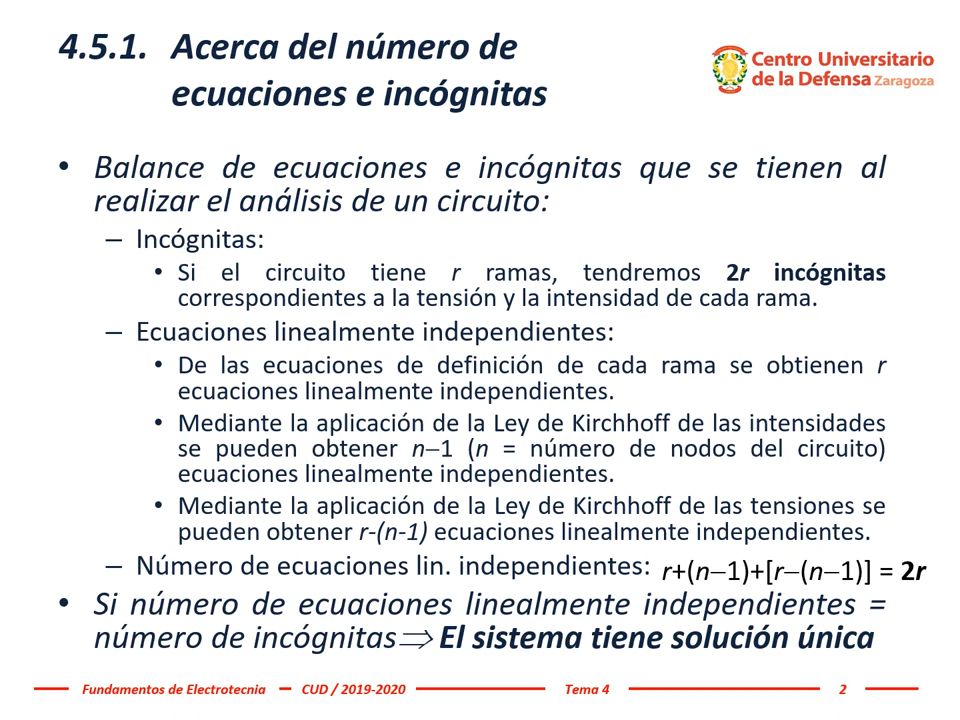 4.5.1. Acerca del número de
ecuaciones e incógnitas
Centro Universitario
de la Defensa Zaragoza
• Balance de ecuaciones e incógnitas que se tienen al
realizar el análisis de un circuito:
– Incógnitas:
• Si el circuito tiene r ramas, tendremos 2r incógnitas
correspondientes a la tensión y la intensidad de cada rama.
– Ecuaciones linealmente independientes:
• De las ecuaciones de definición de cada rama se obtienen r
ecuaciones linealmente independientes.
• Mediante la aplicación de la Ley de Kirchhoff de las intensidades
se pueden obtener n−1 (n = número de nodos del circuito)
ecuaciones linealmente independientes.
• Mediante la aplicación de la Ley de Kirchhoff de las tensiones se
pueden obtener r-(n-1) ecuaciones linealmente independientes.
– Número de ecuaciones lin. independientes: r+(n−1)+[r−(n−1)] = 2r
• Si número de ecuaciones linealmente independientes =
número de incógnitas⇒ El sistema tiene solución única
Fundamentos de Electrotecnia CUD / 2019-2020 Tema 4 2